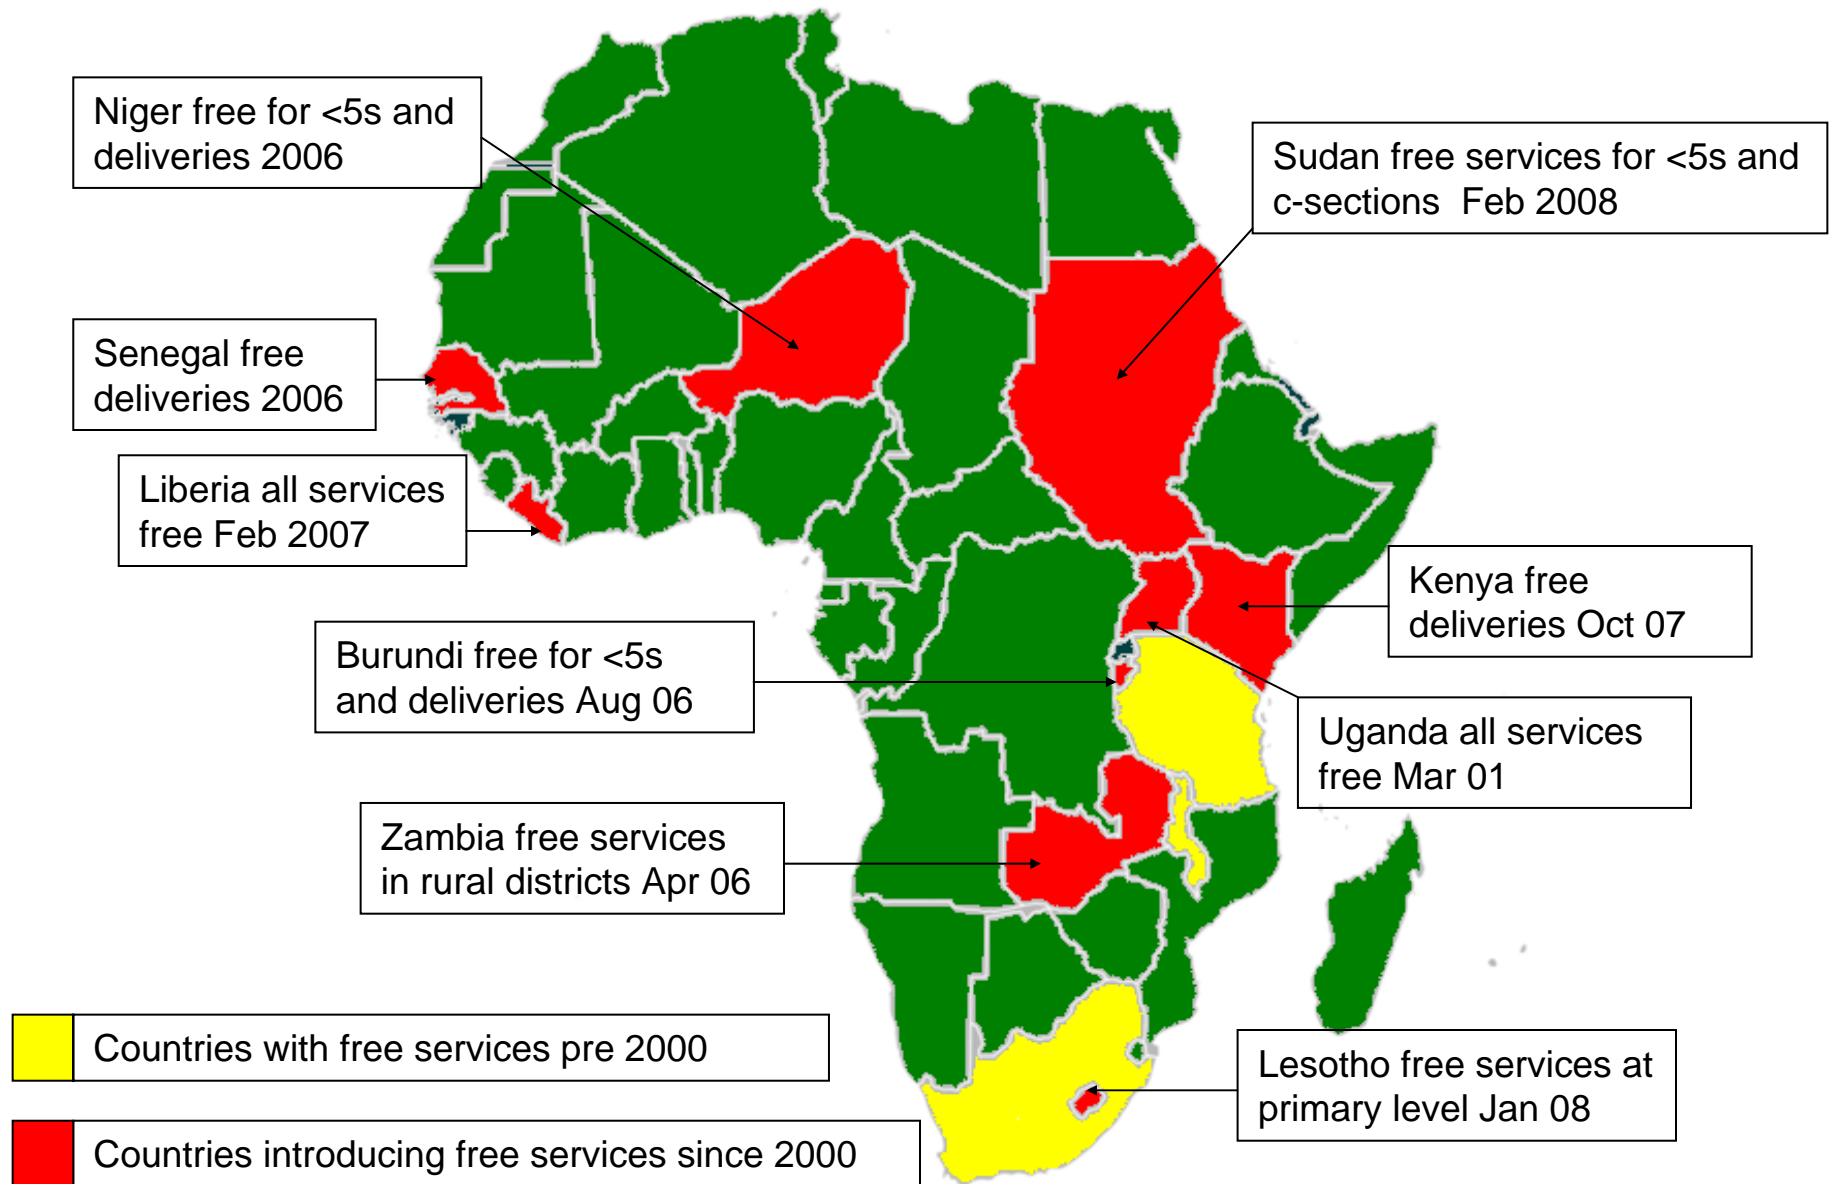 Niger free for <5s and
deliveries 2006
Sudan free services for <5s and
c-sections  Feb 2008
Senegal free
deliveries 2006
Liberia all services
free Feb 2007
Kenya free
deliveries Oct 07
Burundi free for <5s
and deliveries Aug 06
Uganda all services
free Mar 01
Zambia free services
in rural districts Apr 06
Countries with free services pre 2000
Lesotho free services at
primary level Jan 08
Countries introducing free services since 2000